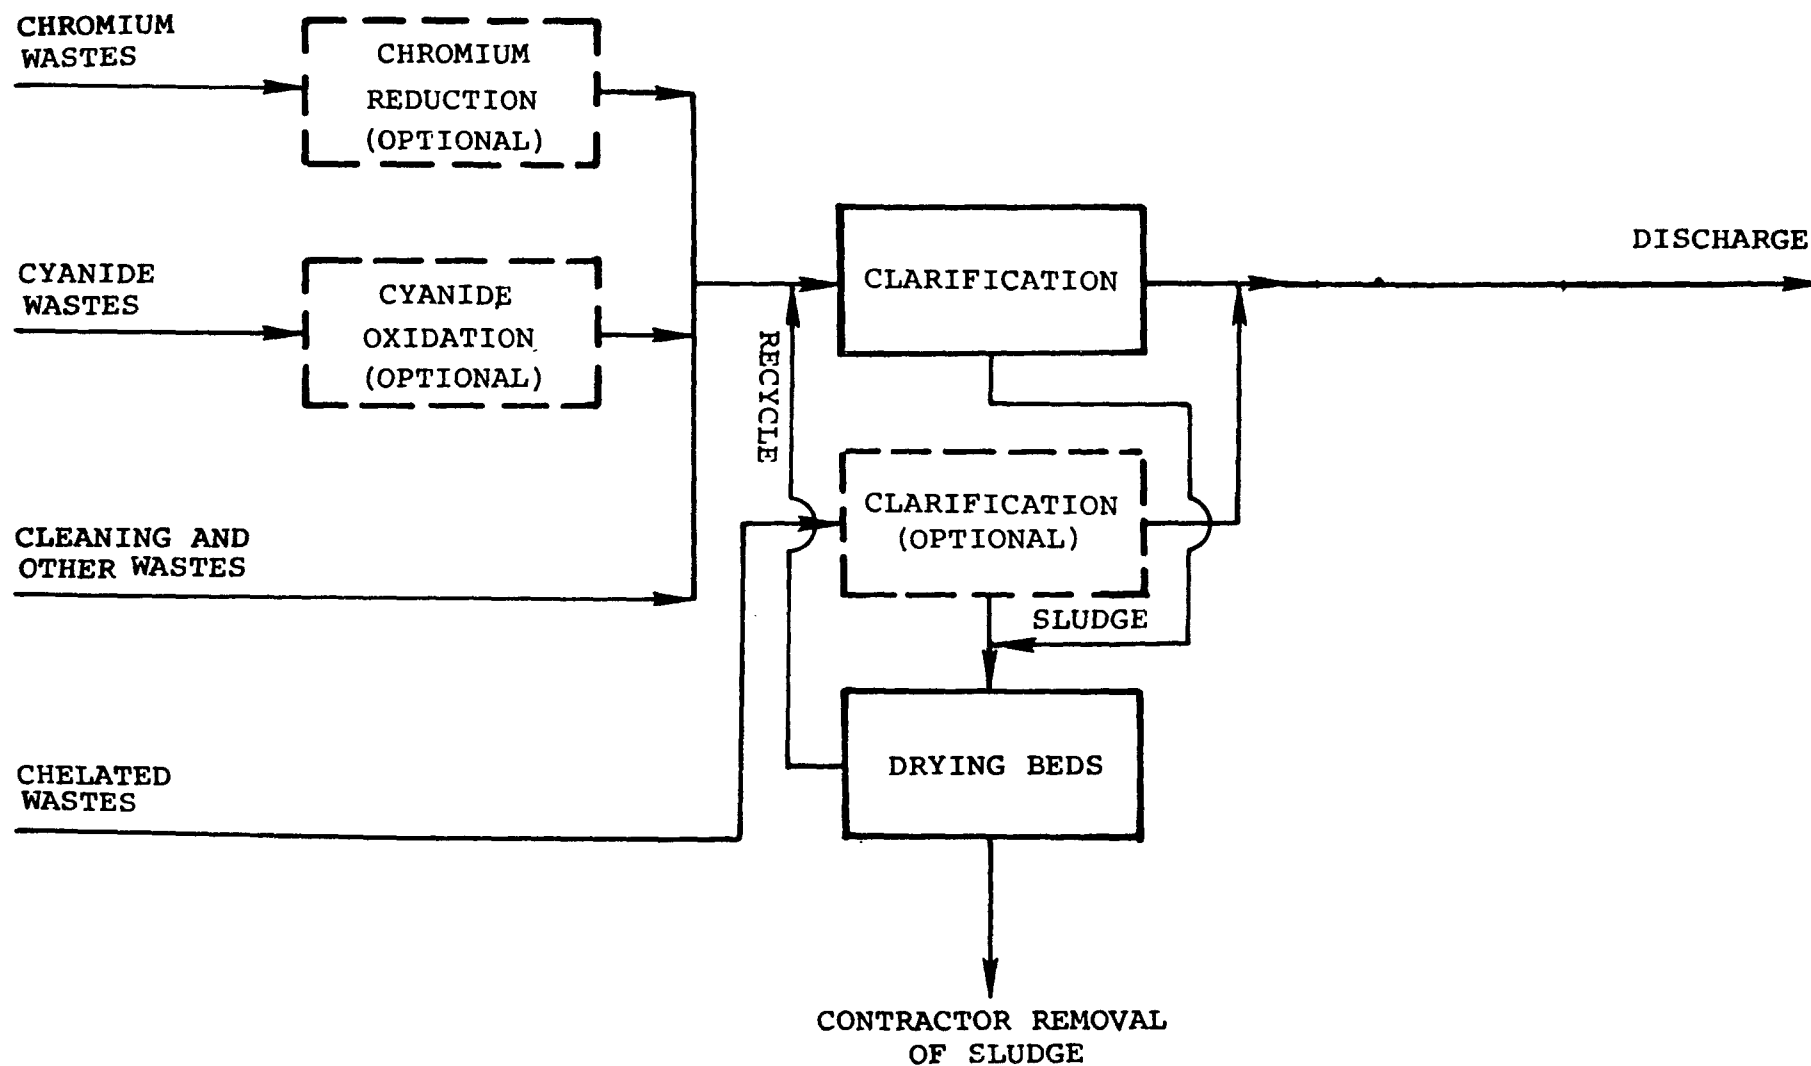 CHROMIUM
WASTES
CHROMIUM
REDUCTION
(OPTIONAL)
CYANIDE
WASTES
CYANIDE
OXIDATION
(OPTIONAL)
CLARIFICATION
DISCHARGE
RECYCLE
CLEANING AND
OTHER WASTES
CLARIFICATION
(OPTIONAL)
SLUDGE
CHELATED
WASTES
DRYING BEDS
CONTRACTOR REMOVAL
OF SLUDGE